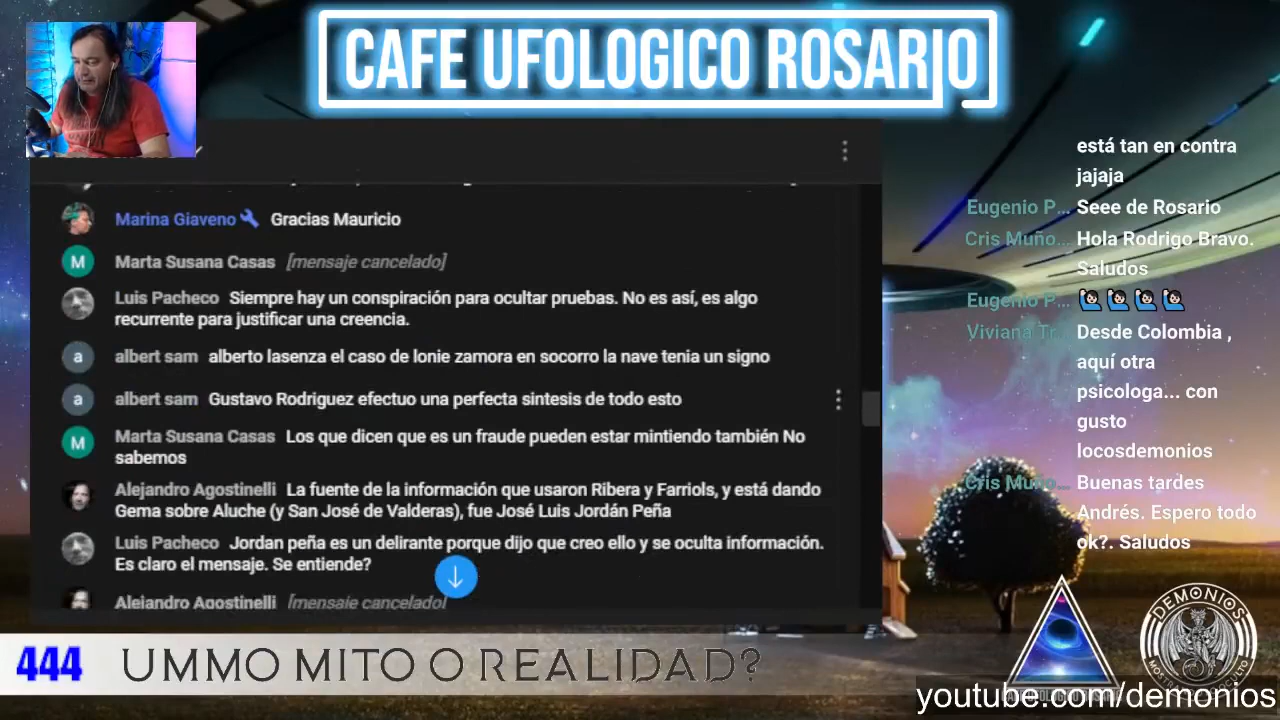 CAFE UFOLOGICO ROSARIO
Marina Giaveno Gracias Mauricio
M Marta Susana Casas [mensaje cancelado]
Luis Pacheco Siempre hay un conspiración para ocultar pruebas. No es así, es algo
recurrente para justificar una creencia.
a albert sam alberto lasenza el caso de lonie zamora en socorro la nave tenia un signo
a albert sam Gustavo Rodriguez efectuo una perfecta sintesis de todo esto
M Marta Susana Casas Los que dicen que es un fraude pueden estar mintiendo también No
sabemos
Alejandro Agostinelli La fuente de la información que usaron Ribera y Farriols, y está dando
Gema sobre Aluche (y San José de Valderas), fue José Luis Jordán Peña
Luis Pacheco Jordan peña es un delirante porque dijo que creo ello y se oculta información.
Es claro el mensaje. Se entiende?
Alejandro Agostinelli [mensaje cancelado]
está tan en contra
jajaja
Eugenio P... Seee de Rosario
Cris Muño... Hola Rodrigo Bravo.
Saludos
Eugenio P...
Viviana Tr... Desde Colombia ,
aquí otra
psicologa... con
gusto
locosdemonios
Cris Muño... Buenas tardes
Andrés. Espero todo
ok?. Saludos
444 UMMO MITO O REALIDAD?
DEMONIOS
youtube.com/demonios